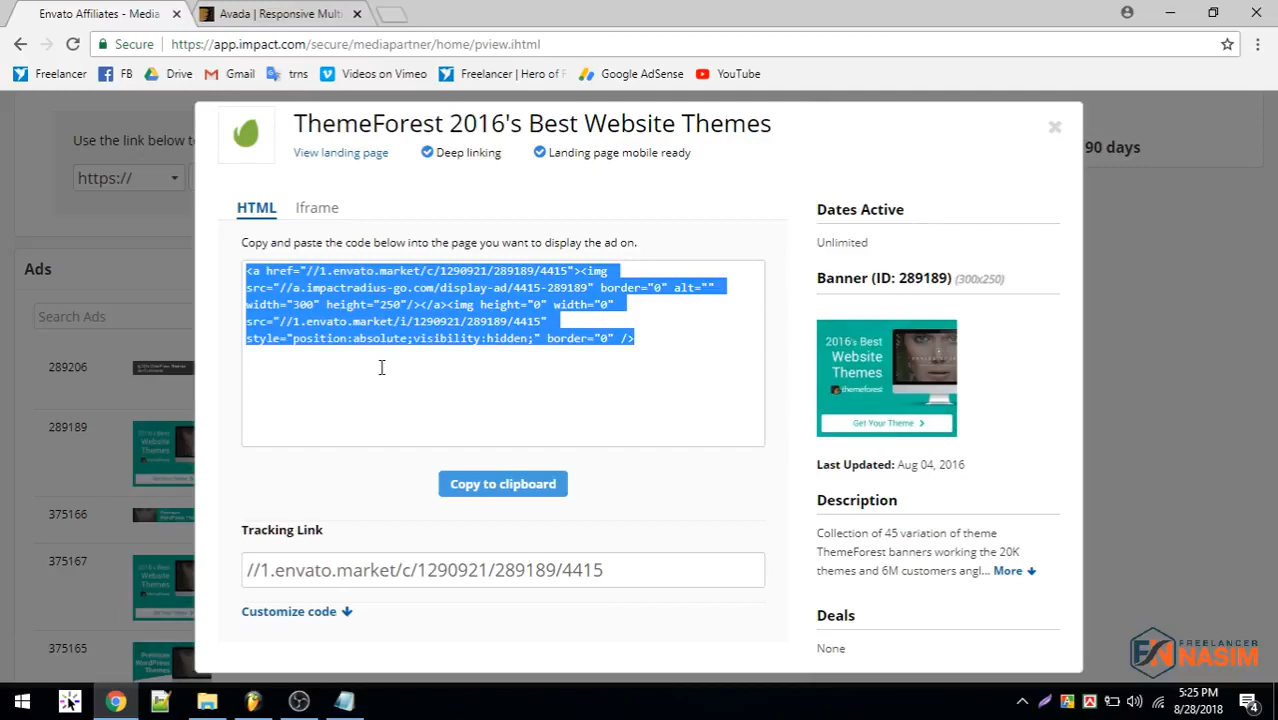 Envato Affiliates - Media
Avada | Responsive Multi
Secure
https://app.impact.com/secure/mediapartner/home/pview.ihtml
Freelancer
FB
Drive
Gmail
trns
Videos on Vimeo
Freelancer | Hero of F
Google AdSense
YouTube
Use the link below to
https://
90 days
Ads
Search Ads
289206
289189
375166
375167
375165
ThemeForest 2016's Best Website Themes
View landing page
Deep linking
Landing page mobile ready
HTML
Iframe
Copy and paste the code below into the page you want to display the ad on.
<a href="//1.envato.market/c/1290921/289189/4415"><img
src="//a.impactradius-go.com/display-ad/4415-289189" border="0" alt=""
width="300" height="250"/></a><img height="0" width="0"
src="//1.envato.market/i/1290921/289189/4415"
style="position:absolute;visibility:hidden;" border="0" />
Copy to clipboard
Tracking Link
//1.envato.market/c/1290921/289189/4415
Customize code
Dates Active
Unlimited
Banner (ID: 289189) (300x250)
2016's Best
Website
Themes
themeforest
Get Your Theme >
Last Updated: Aug 04, 2016
Description
Collection of 45 variation of theme
ThemeForest banners working the 20K
themes and 6M customers angl... More
Deals
None
FREELANCER
NASIM
5:25 PM
8/28/2018
4